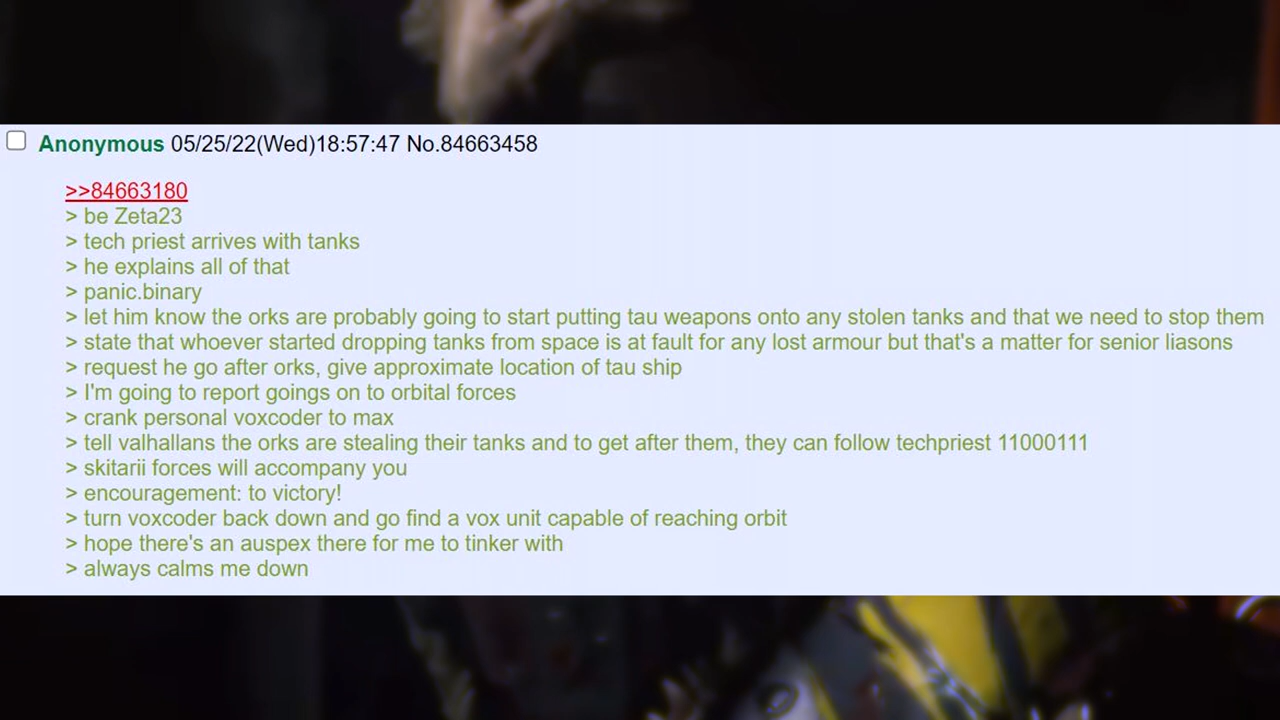 Anonymous 05/25/22(Wed)18:57:47 No.84663458
>>84663180
> be Zeta23
> tech priest arrives with tanks
> he explains all of that
> panic.binary
> let him know the orks are probably going to start putting tau weapons onto any stolen tanks and that we need to stop them
> state that whoever started dropping tanks from space is at fault for any lost armour but that's a matter for senior liasons
> request he go after orks, give approximate location of tau ship
> I'm going to report goings on to orbital forces
> crank personal voxcoder to max
> tell valhallans the orks are stealing their tanks and to get after them, they can follow techpriest 11000111
> skitarii forces will accompany you
> encouragement: to victory!
> turn voxcoder back down and go find a vox unit capable of reaching orbit
> hope there's an auspex there for me to tinker with
> always calms me down